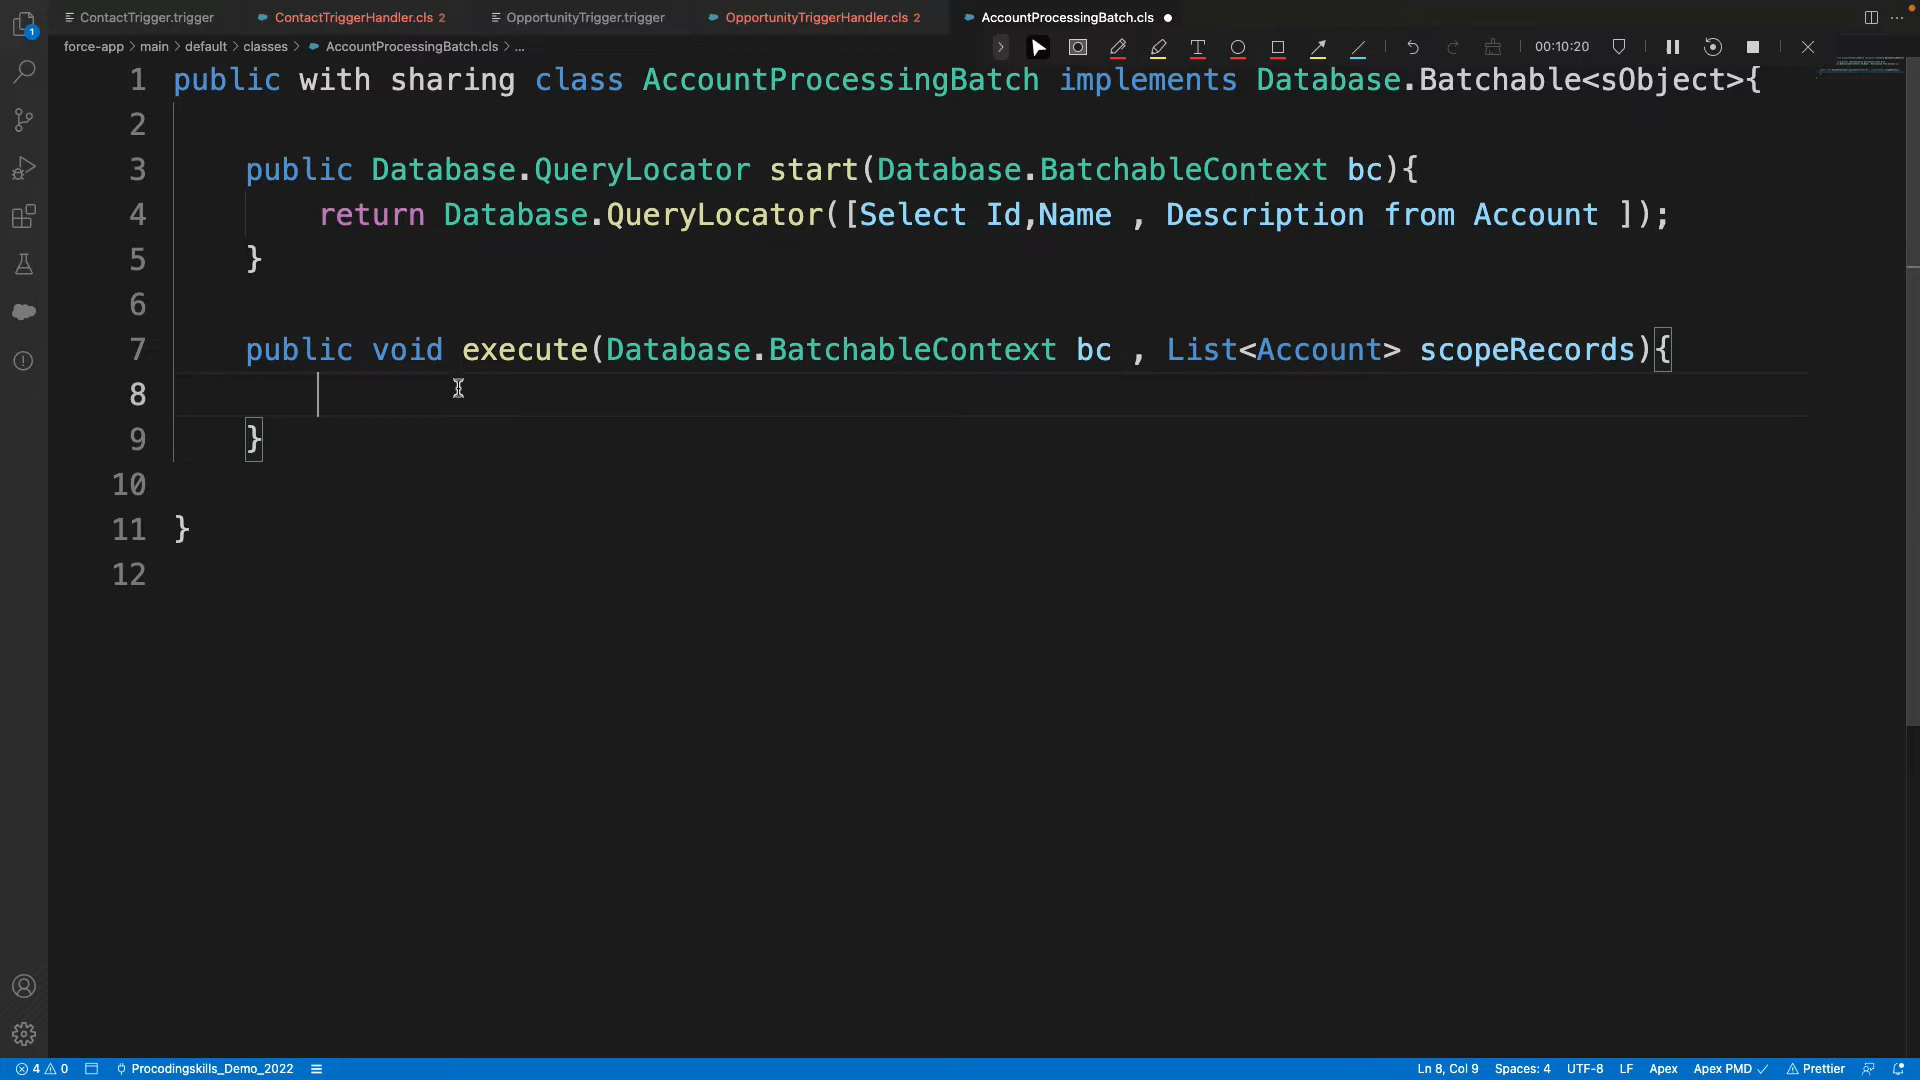 ContactTrigger.trigger ContactTriggerHandler.cls 2 OpportunityTrigger.trigger OpportunityTriggerHandler.cls 2 AccountProcessingBatch.cls
force-app > main > default > classes > AccountProcessingBatch.cls > ...
00:10:20
1 public with sharing class AccountProcessingBatch implements Database.Batchable<sObject>{
2
3 public Database.QueryLocator start(Database.BatchableContext bc){
4 return Database.QueryLocator([Select Id,Name , Description from Account ]);
5 }
6
7 public void execute(Database.BatchableContext bc , List<Account> scopeRecords){
8
9 }
10
11 }
12
1
4 0 Procodingskills_Demo_2022 Ln 8, Col 9 Spaces: 4 UTF-8 LF Apex Apex PMD Prettier